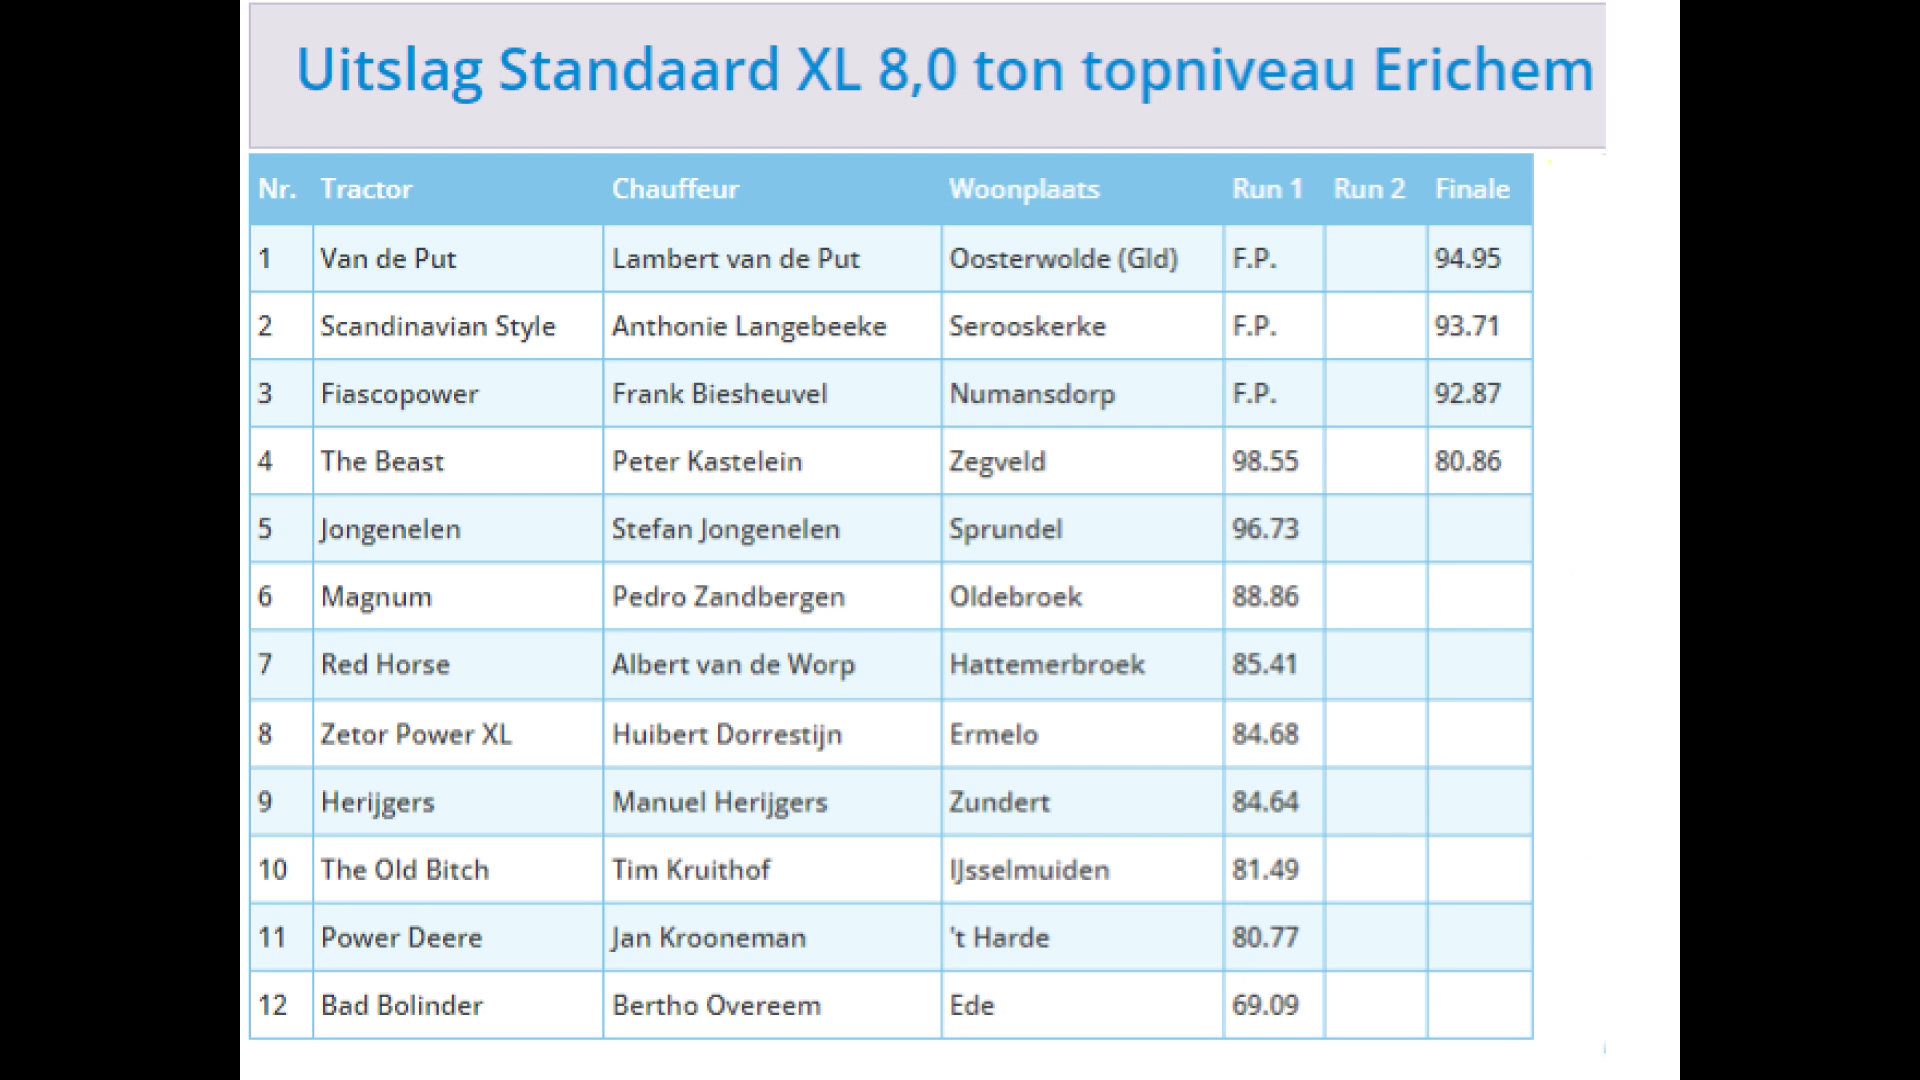 Uitslag Standaard XL 8,0 ton topniveau Erichem
Nr. Tractor Chauffeur Woonplaats Run 1 Run 2 Finale
1 Van de Put Lambert van de Put Oosterwolde (Gld) F.P. 94.95
2 Scandinavian Style Anthonie Langebeeke Serooskerke F.P. 93.71
3 Fiascopower Frank Biesheuvel Numansdorp F.P. 92.87
4 The Beast Peter Kastelein Zegveld 98.55 80.86
5 Jongenelen Stefan Jongenelen Sprundel 96.73
6 Magnum Pedro Zandbergen Oldebroek 88.86
7 Red Horse Albert van de Worp Hattemerbroek 85.41
8 Zetor Power XL Huibert Dorrestijn Ermelo 84.68
9 Herijgers Manuel Herijgers Zundert 84.64
10 The Old Bitch Tim Kruithof IJsselmuiden 81.49
11 Power Deere Jan Krooneman 't Harde 80.77
12 Bad Bolinder Bertho Overeem Ede 69.09